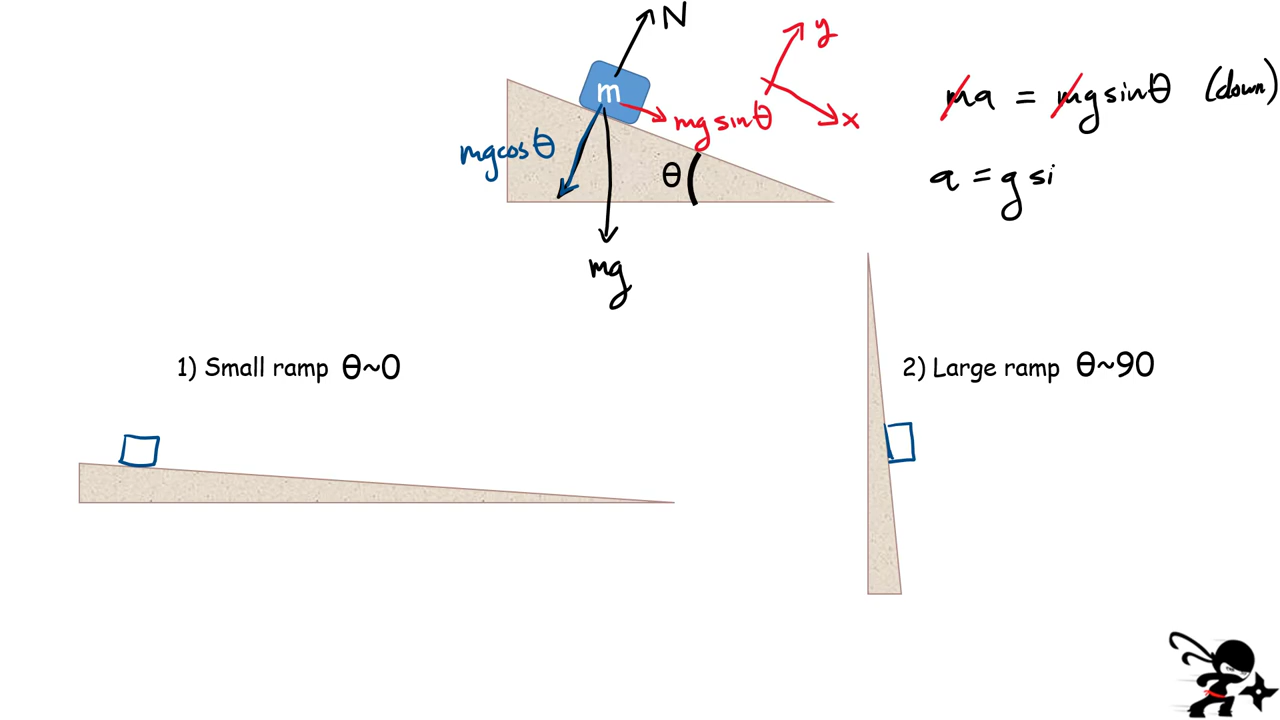 N
y
m
mg sinθ
x
mgcosθ
θ
mg
ma = mg sinθ (down)
a = g si
1) Small ramp θ~0
2) Large ramp θ~90